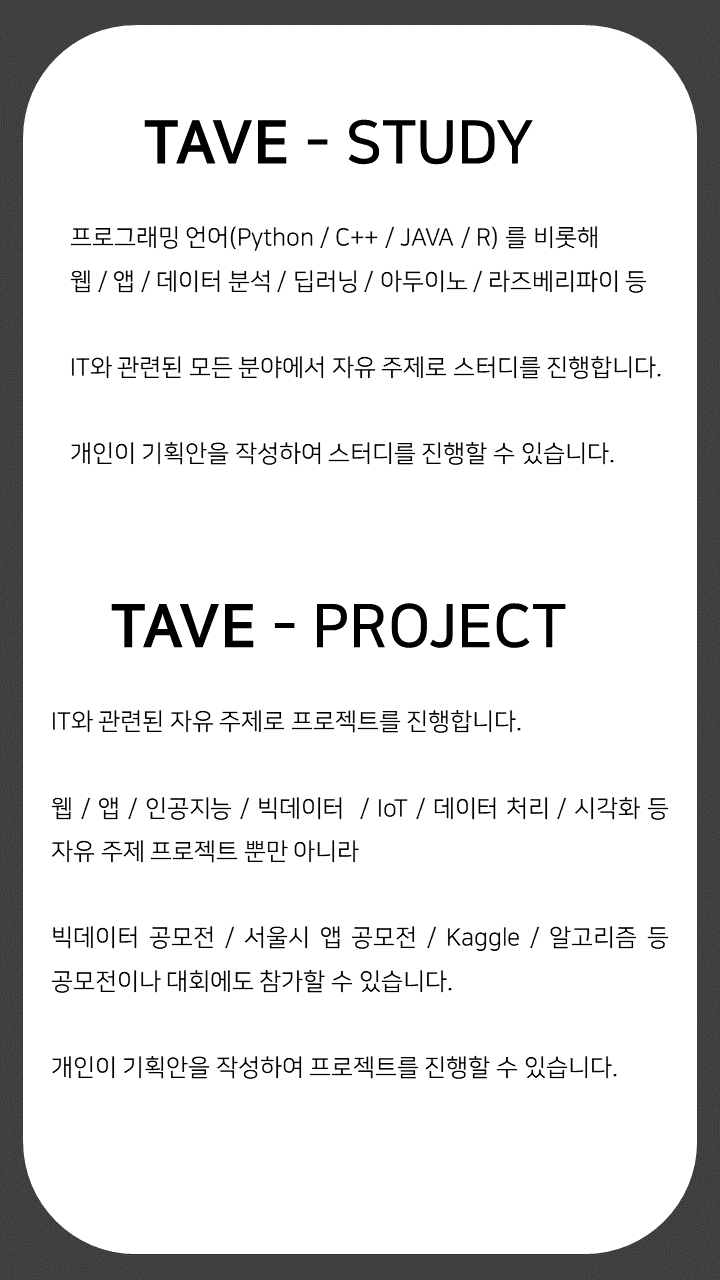 TAVE - STUDY
프로그래밍 언어(Python / C++ / JAVA / R) 를 비롯해
웹 / 앱 / 데이터 분석 / 딥러닝 / 아두이노 / 라즈베리파이 등
IT와 관련된 모든 분야에서 자유 주제로 스터디를 진행합니다.
개인이 기획안을 작성하여 스터디를 진행할 수 있습니다.
TAVE - PROJECT
IT와 관련된 자유 주제로 프로젝트를 진행합니다.
웹 / 앱 / 인공지능 / 빅데이터 / IoT / 데이터 처리 / 시각화 등
자유 주제 프로젝트 뿐만 아니라
빅데이터 공모전 / 서울시 앱 공모전 / Kaggle / 알고리즘 등
공모전이나 대회에도 참가할 수 있습니다.
개인이 기획안을 작성하여 프로젝트를 진행할 수 있습니다.